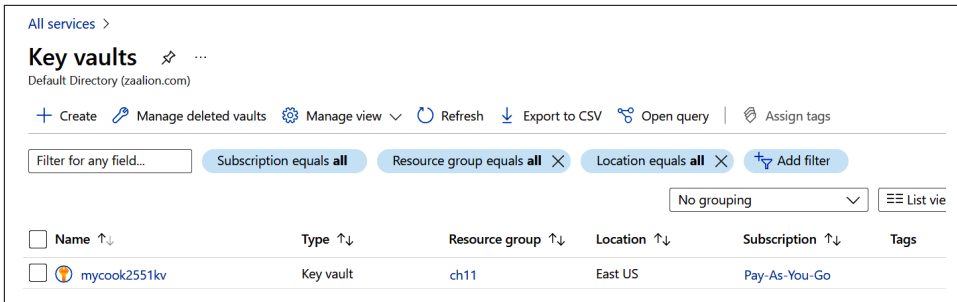 All services >
Key vaults ...
Default Directory (zaalion.com)
+ Create Manage deleted vaults Manage view Refresh Export to CSV Open query | Assign tags
Filter for any field... Subscription equals all Resource group equals all Location equals all Add filter
No grouping List vie
Name Type Resource group Location Subscription Tags
mycook2551kv Key vault ch11 East US Pay-As-You-Go